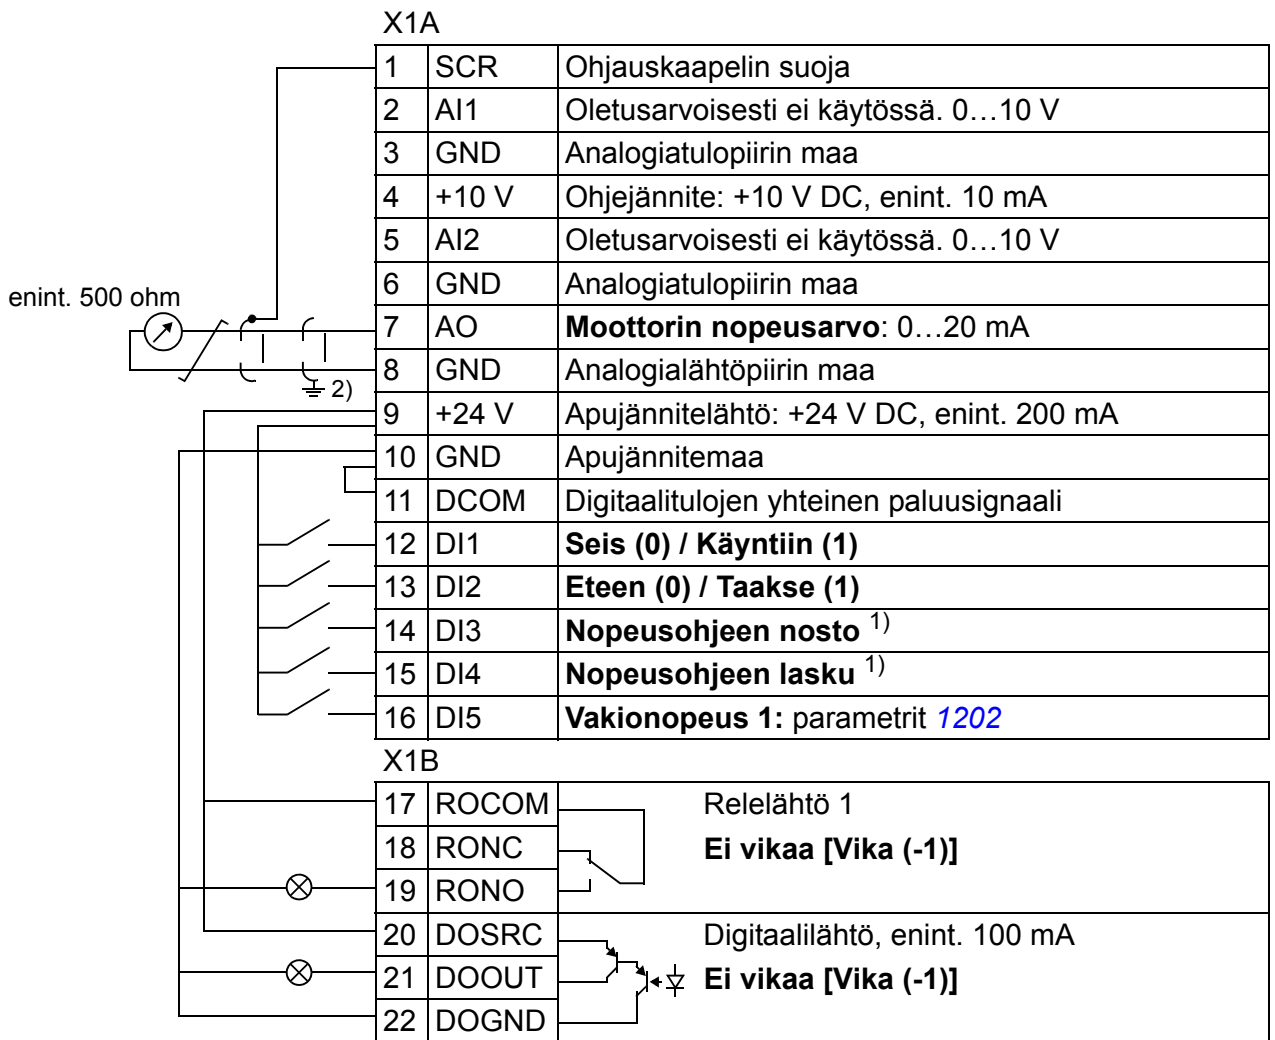 X1A
1 SCR Ohjauskaapelin suoja
2 AI1 Oletusarvoisesti ei käytössä. 0…10 V
3 GND Analogiatulopiirin maa
4 +10 V Ohjejännite: +10 V DC, enint. 10 mA
5 AI2 Oletusarvoisesti ei käytössä. 0…10 V
6 GND Analogiatulopiirin maa
enint. 500 ohm
7 AO Moottorin nopeusarvo: 0…20 mA
8 GND Analogialähtöpiirin maa
2)
9 +24 V Apujännitelähtö: +24 V DC, enint. 200 mA
10 GND Apujännitemaa
11 DCOM Digitaalitulojen yhteinen paluusignaali
12 DI1 Seis (0) / Käyntiin (1)
13 DI2 Eteen (0) / Taakse (1)
14 DI3 Nopeusohjeen nosto 1)
15 DI4 Nopeusohjeen lasku 1)
16 DI5 Vakionopeus 1: parametrit 1202
X1B
17 ROCOM Relelähtö 1
18 RONC Ei vikaa [Vika (-1)]
19 RONO
20 DOSRC Digitaalilähtö, enint. 100 mA
21 DOOUT Ei vikaa [Vika (-1)]
22 DOGND